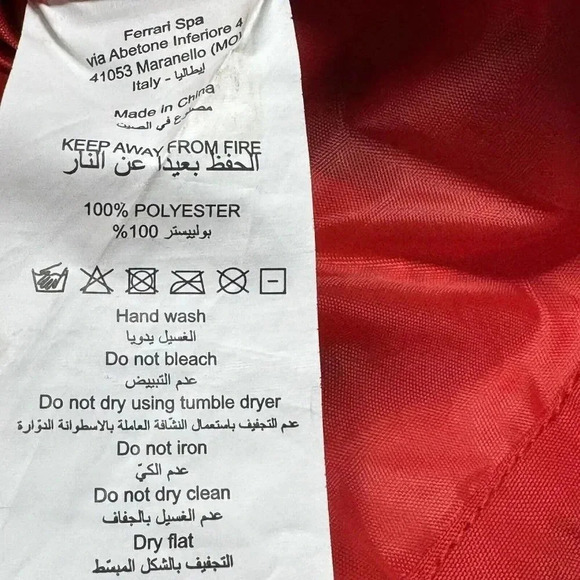 Ferrari Spa
via Abetone Inferiore 4
41053 Maranello (MO)
Italy - إيطاليا
Made in China
مصنوع في الصين
KEEP AWAY FROM FIRE
الحفظ بعيداً عن النار
100% POLYESTER
%100 بوليستر
Hand wash
الغسيل يدويا
Do not bleach
عدم التبييض
Do not dry using tumble dryer
عدم التجفيف باستعمال النشّافة العاملة بالاسطوانة الدوّارة
Do not iron
عدم الكيّ
Do not dry clean
عدم الغسيل بالجفاف
Dry flat
التجفيف بالشكل المبسّط